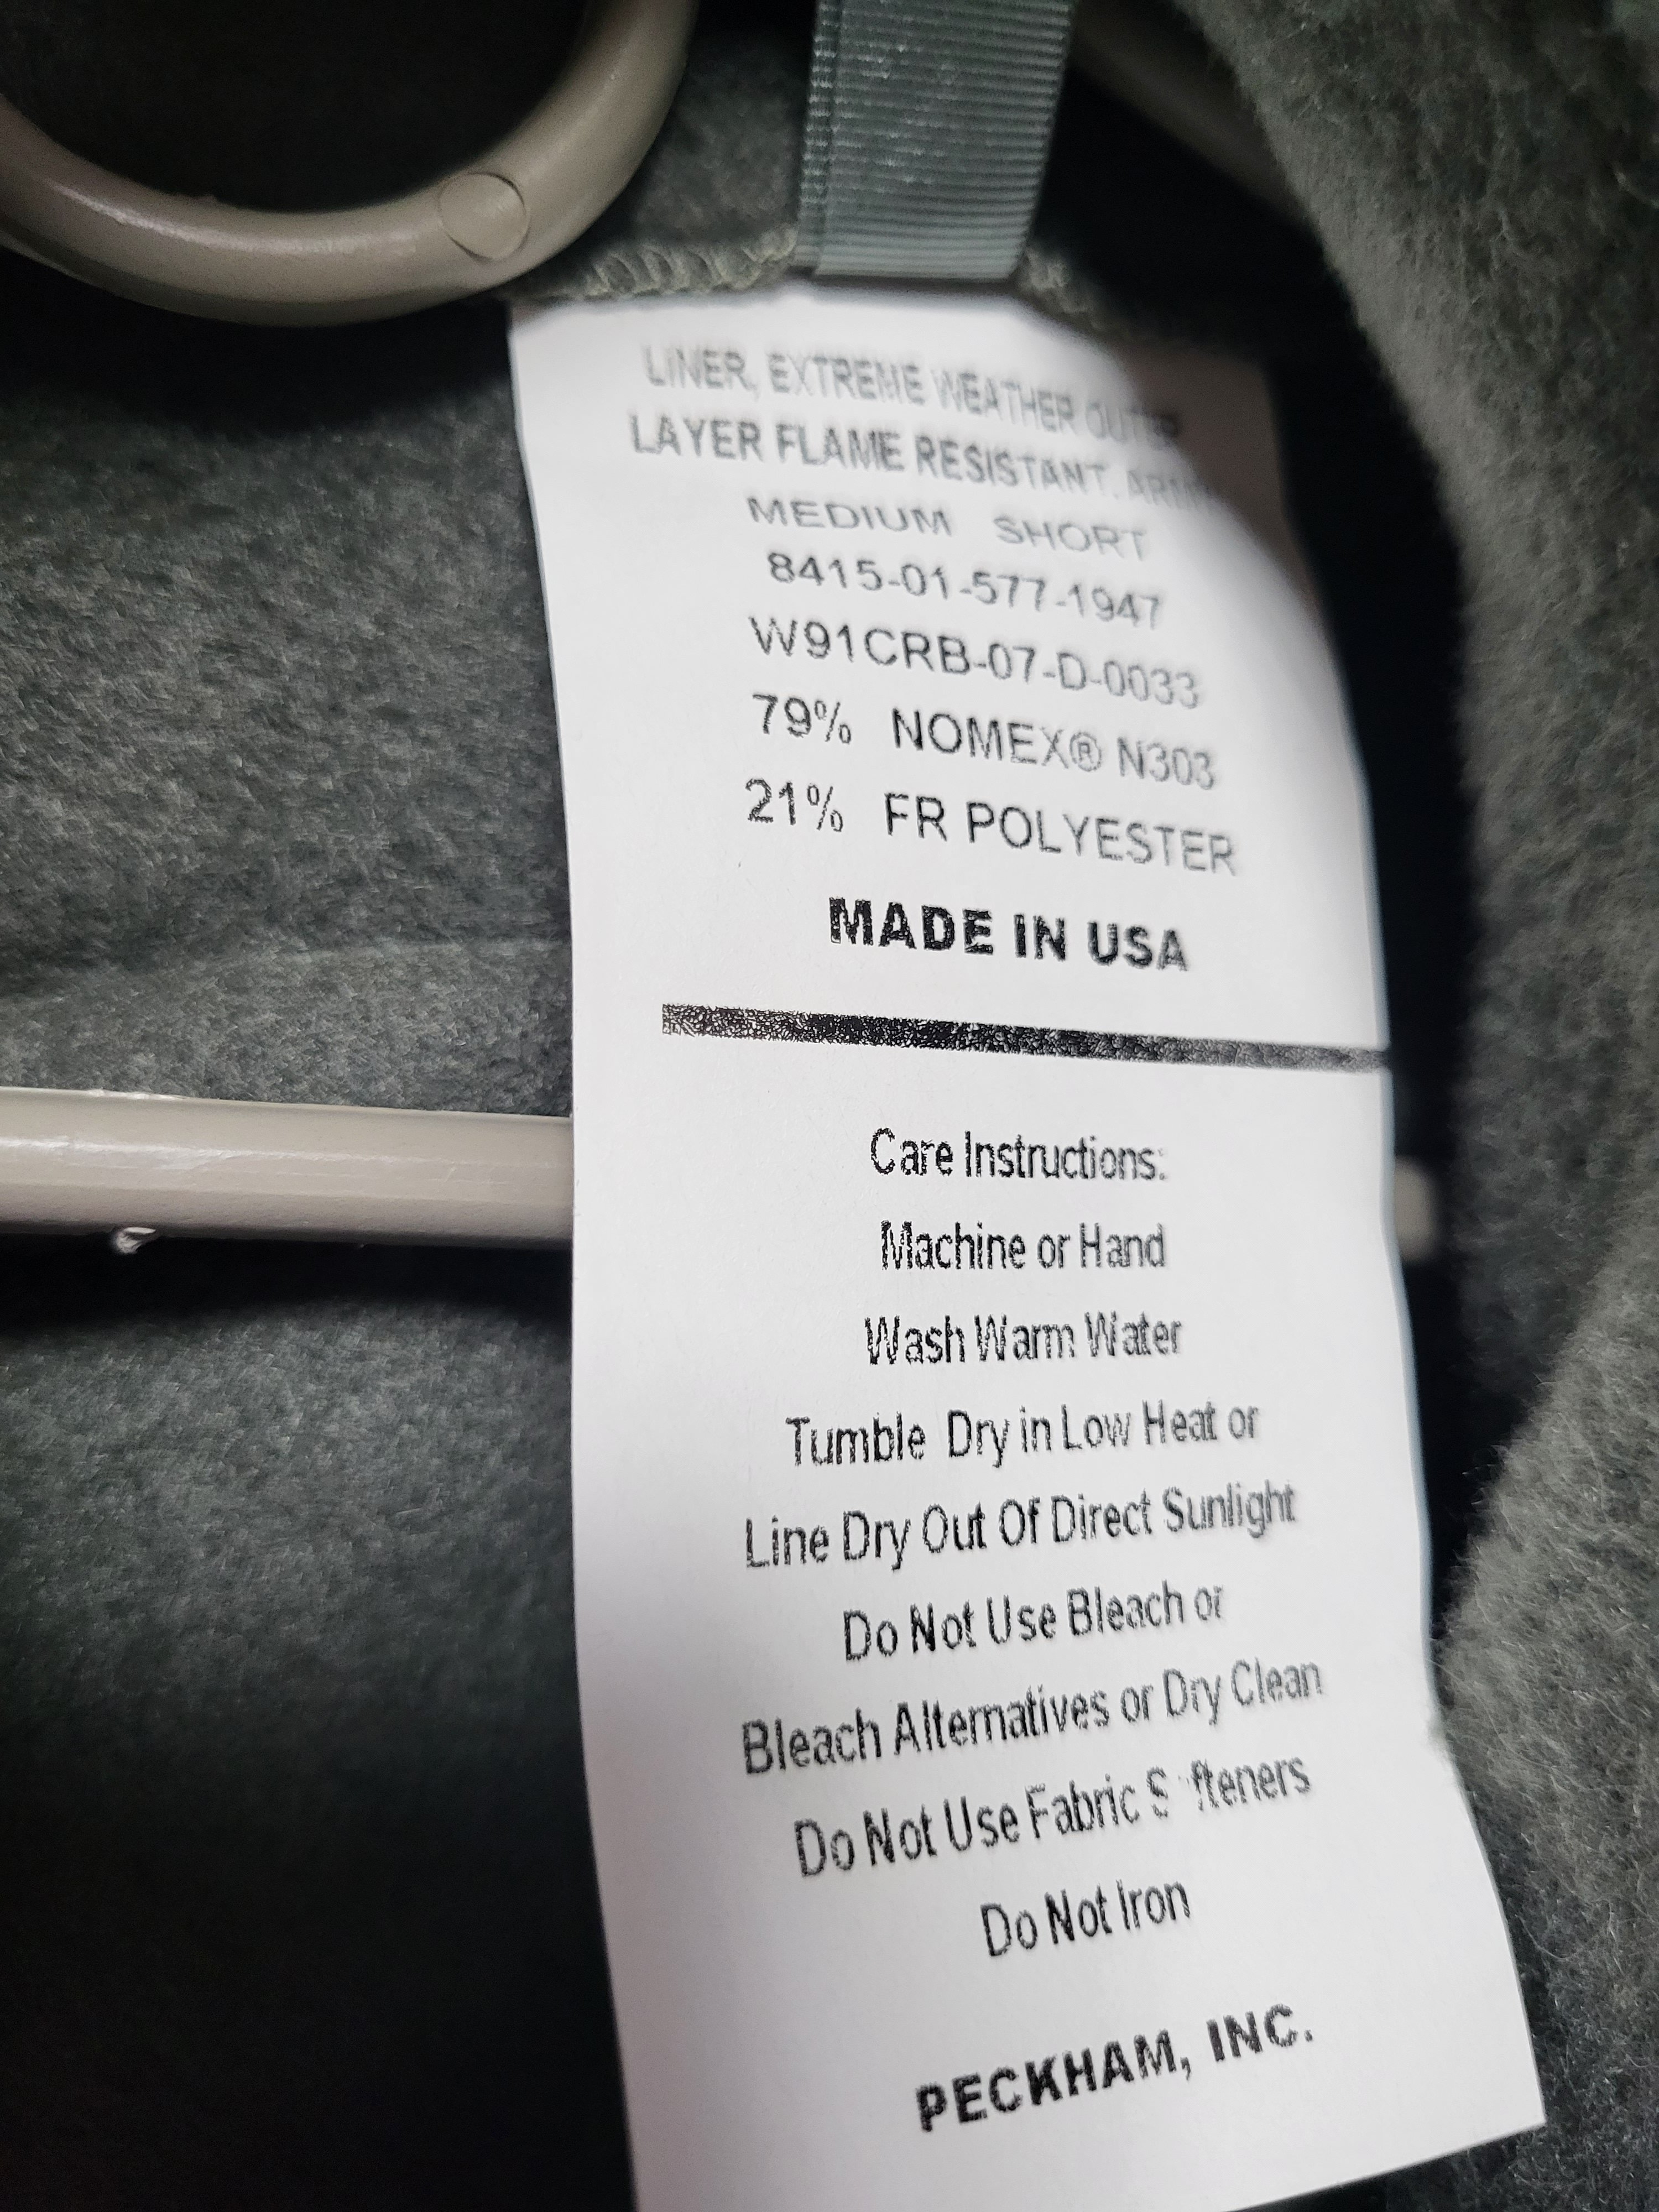 LINER, EXTREME WEATHER OUTER
LAYER FLAME RESISTANT, ARMY
MEDIUM SHORT
8415-01-577-1947
W91CRB-07-D-0033
79% NOMEX® N303
21% FR POLYESTER
MADE IN USA
Care Instructions:
Machine or Hand
Wash Warm Water
Tumble Dry in Low Heat or
Line Dry Out Of Direct Sunlight
Do Not Use Bleach or
Bleach Alternatives or Dry Clean
Do Not Use Fabric S fteners
Do Not Iron
PECKHAM, INC.